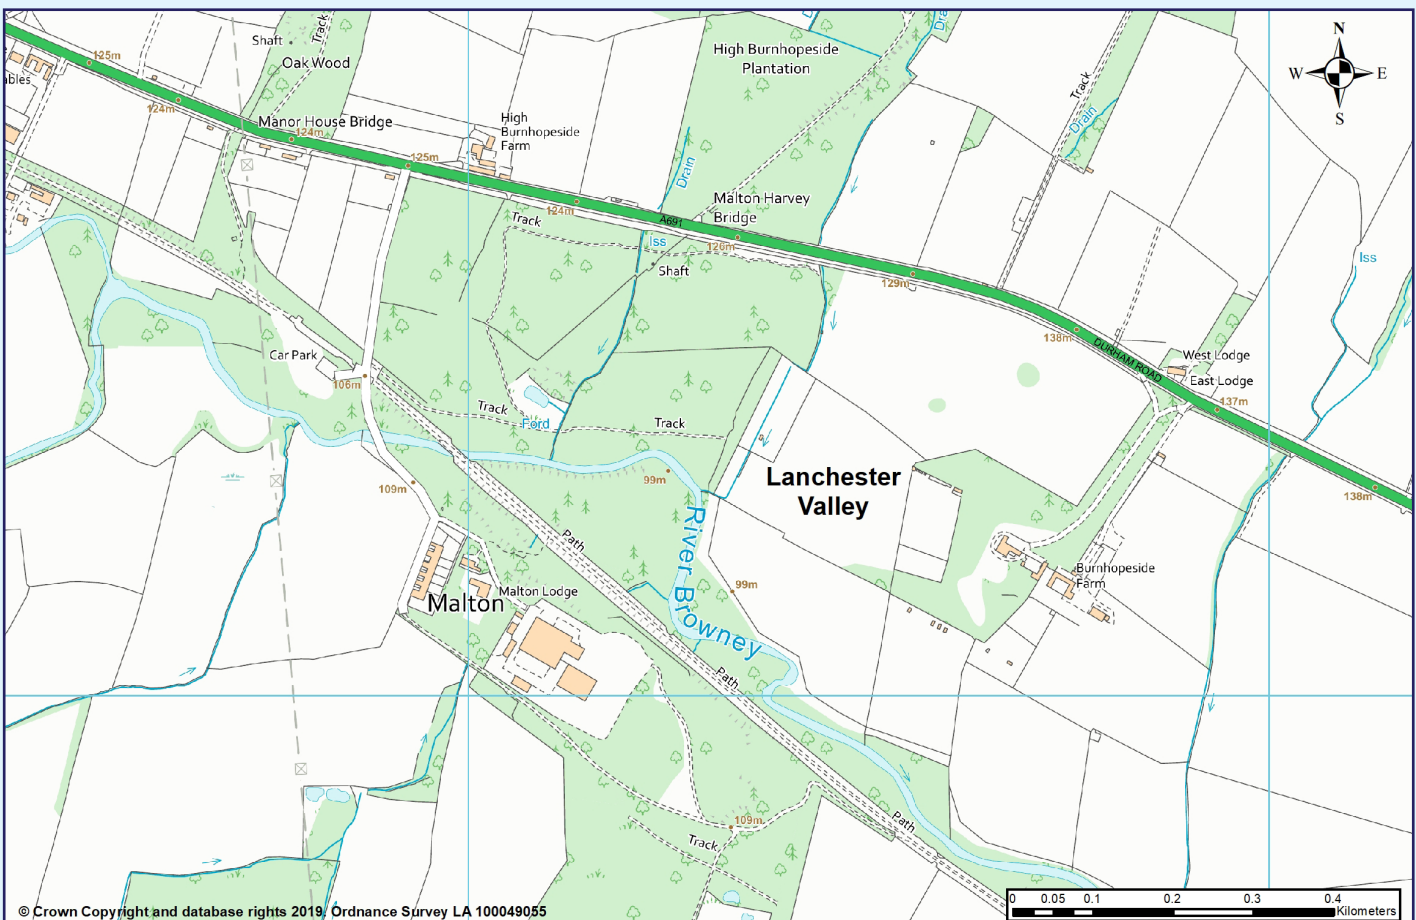 Shaft
Track
Oak Wood
125m
ables
124m
Manor House Bridge
124m
High
Burnhopeside
Farm
125m
High Burnhopeside
Plantation
Track
Drain
N
W
E
S
Drain
Malton Harvey
Bridge
124m
Track
A691
126m
Iss
Shaft
129m
Iss
138m
DURHAM ROAD
West Lodge
East Lodge
137m
138m
Car Park
106m
Track
Ford
Track
99m
109m
Lanchester
Valley
River Browney
Path
99m
Burnhopeside
Farm
Malton Lodge
Malton
Path
109m
Track
Path
© Crown Copyright and database rights 2019. Ordnance Survey LA 100049055
0 0.05 0.1 0.2 0.3 0.4
Kilometers